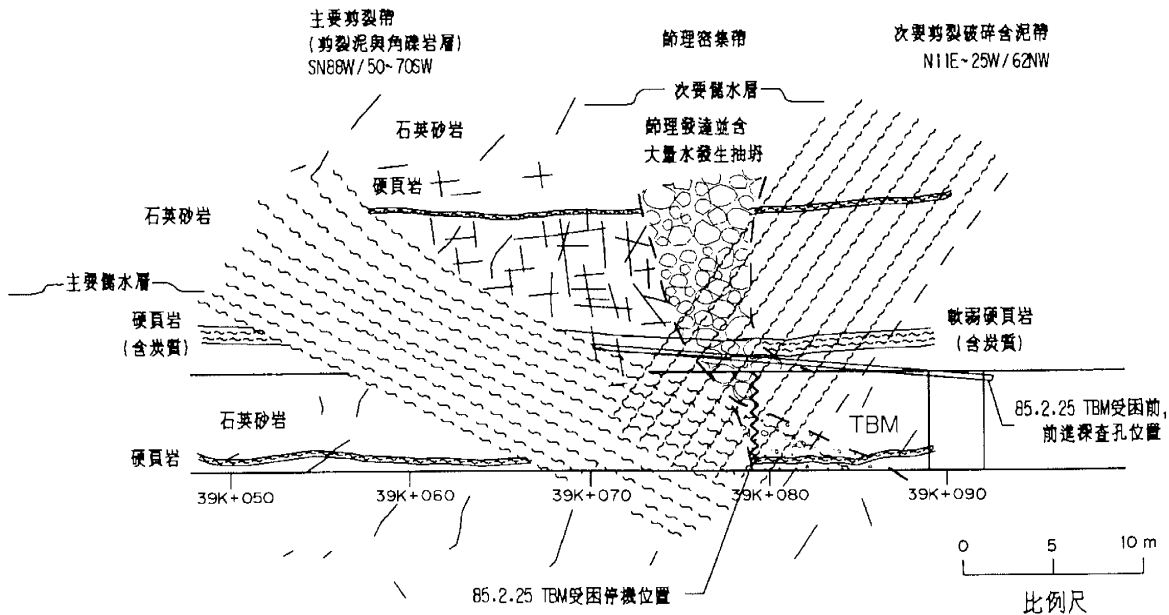 主要剪裂帶
(剪裂泥與角礫岩層)
SN88W/50~70SW
節理密集帶
次要剪裂破碎含泥帶
N11E~25W/62NW
次要儲水層
節理發達並含
大量水發生抽坍
石英砂岩
硬頁岩
石英砂岩
主要儲水層
硬頁岩
(含炭質)
軟弱硬頁岩
(含炭質)
石英砂岩
硬頁岩
TBM
85.2.25 TBM受困前,
前進探查孔位置
39K+050
39K+060
39K+070
39K+080
39K+090
85.2.25 TBM受困停機位置
0 5 10 m
比例尺